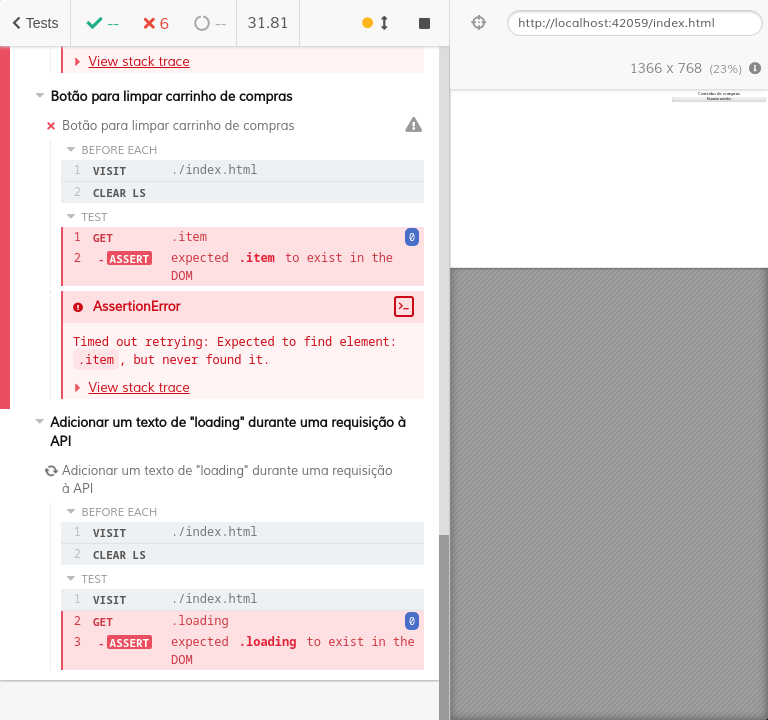 Tests -- 6 -- 31.81 http://localhost:42059/index.html
1366 x 768 (23%)
View stack trace
Botão para limpar carrinho de compras
Botão para limpar carrinho de compras
BEFORE EACH
1 VISIT ./index.html
2 CLEAR LS
TEST
1 GET .item 0
2 - ASSERT expected .item to exist in the
DOM
AssertionError
Timed out retrying: Expected to find element:
.item, but never found it.
View stack trace
Adicionar um texto de "loading" durante uma requisição à
API
Adicionar um texto de "loading" durante uma requisição
à API
BEFORE EACH
1 VISIT ./index.html
2 CLEAR LS
TEST
1 VISIT ./index.html
2 GET .loading 0
3 - ASSERT expected .loading to exist in the
DOM
Carrinho de compras